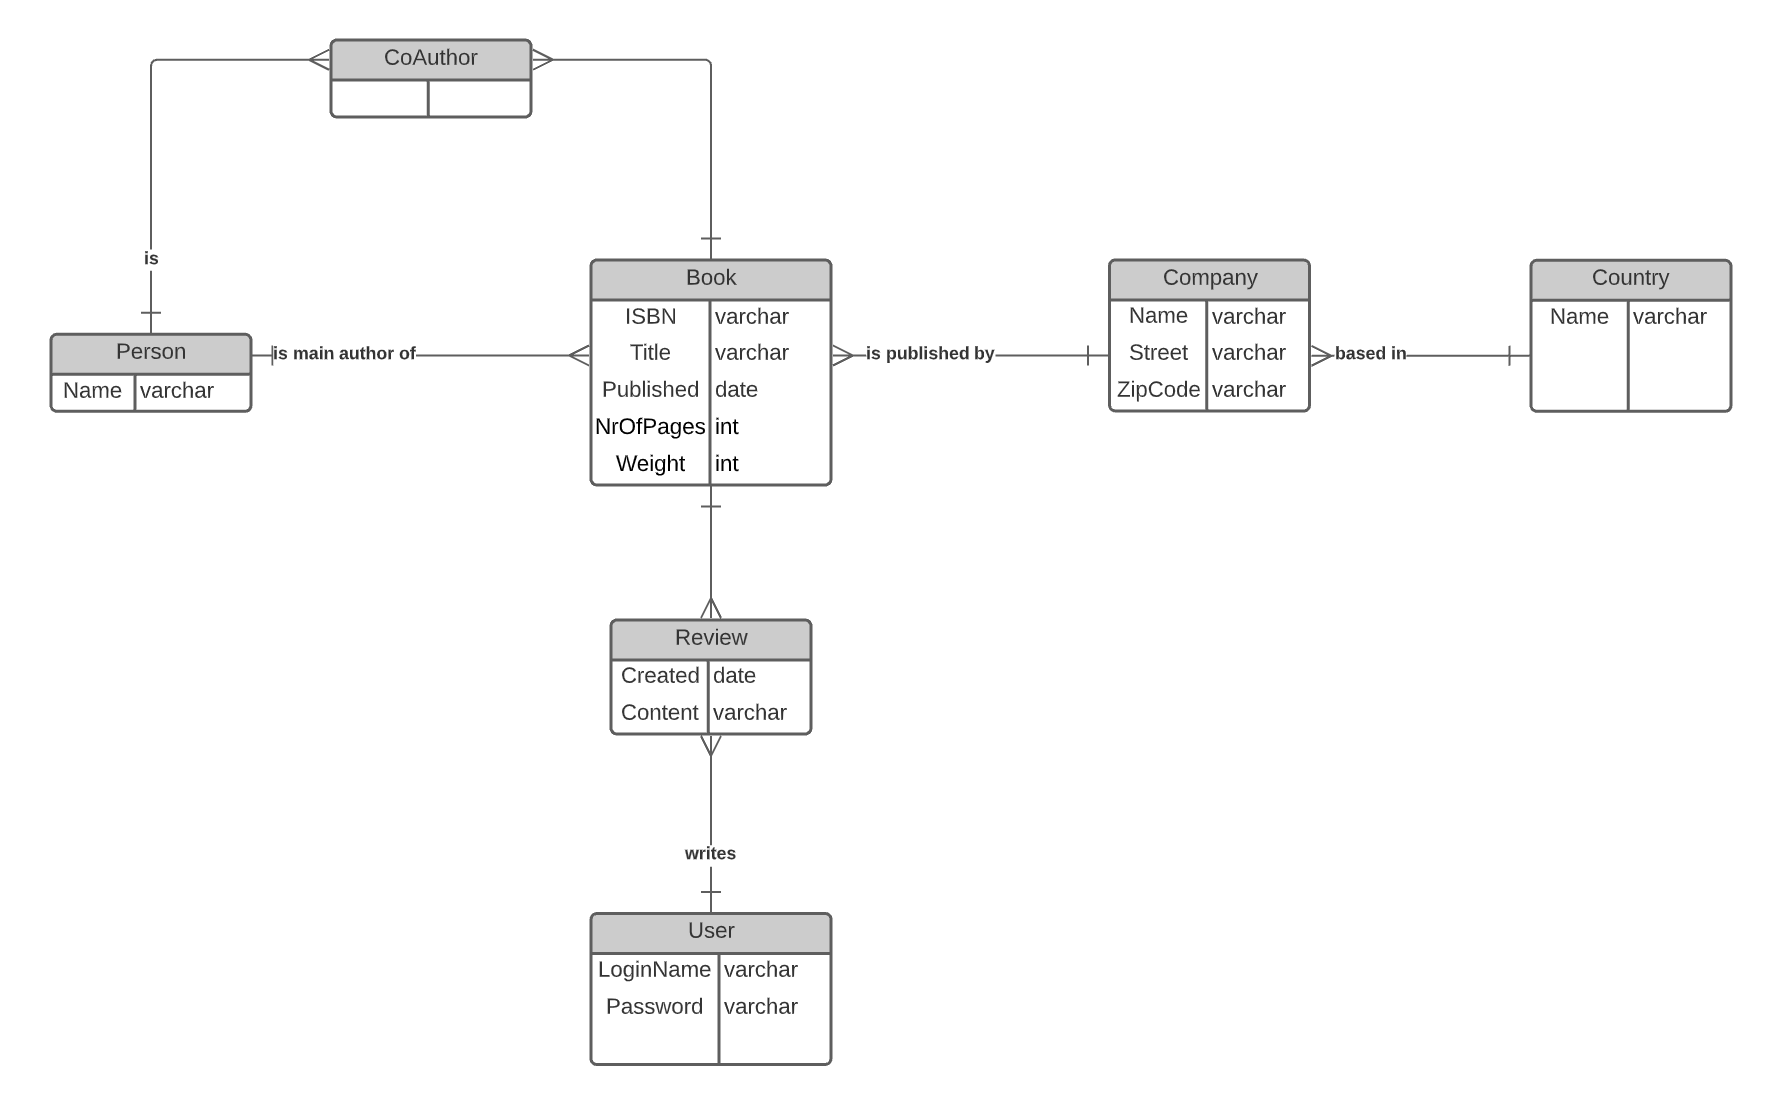 CoAuthor
is
Person
Name varchar
is main author of
Book
ISBN varchar
Title varchar
Published date
NrOfPages int
Weight int
is published by
Company
Name varchar
Street varchar
ZipCode varchar
based in
Country
Name varchar
Review
Created date
Content varchar
writes
User
LoginName varchar
Password varchar